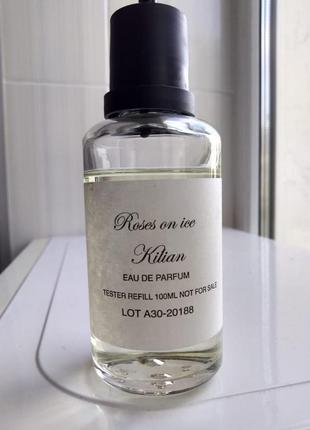 Roses on ice
Kilian
EAU DE PARFUM
TESTER REFILL 100ML NOT FOR SALE
LOT A30-20188